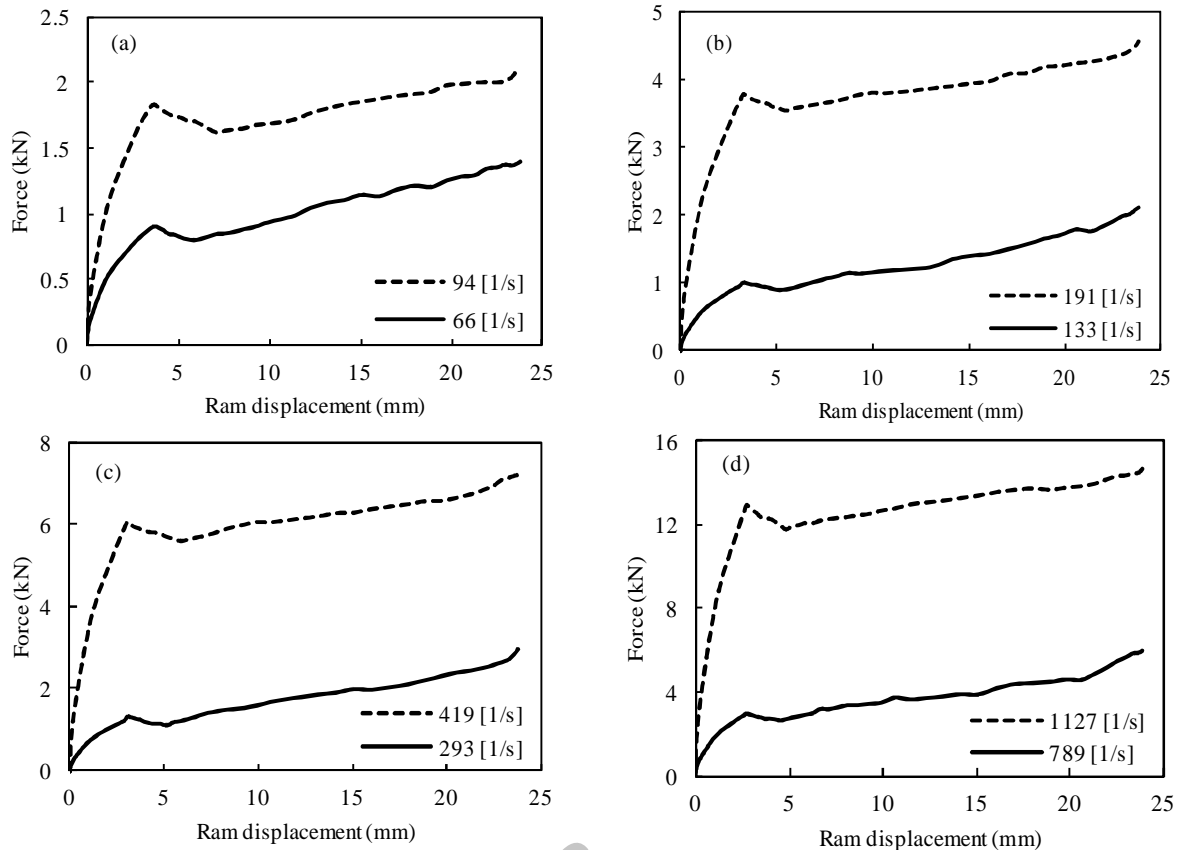 (a)
Force (kN)
2.5
2
1.5
1
0.5
0
94 [1/s]
66 [1/s]
0 5 10 15 20 25
Ram displacement (mm)
(b)
Force (kN)
5
4
3
2
1
0
191 [1/s]
133 [1/s]
0 5 10 15 20 25
Ram displacement (mm)
(c)
Force (kN)
8
6
4
2
0
419 [1/s]
293 [1/s]
0 5 10 15 20 25
Ram displacement (mm)
(d)
Force (kN)
16
12
8
4
0
1127 [1/s]
789 [1/s]
0 5 10 15 20 25
Ram displacement (mm)